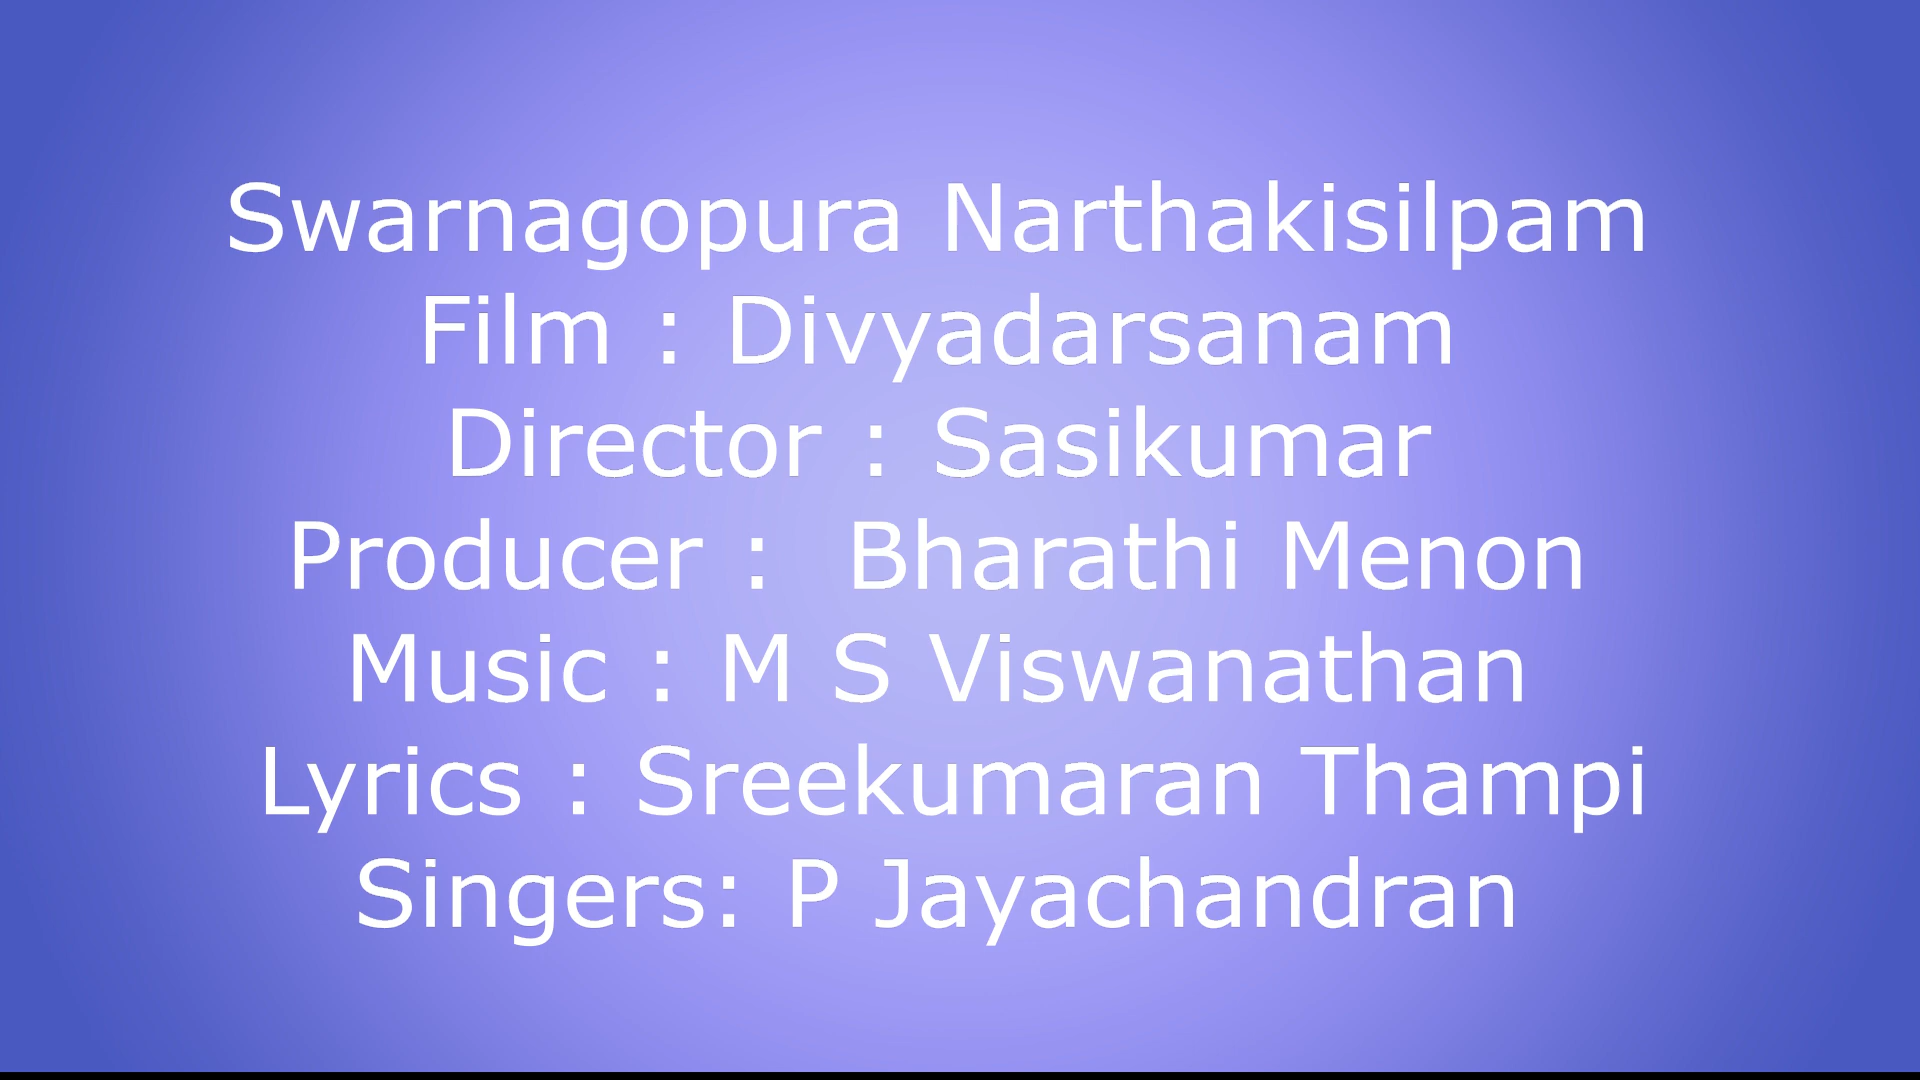 Swarnagopura Narthakisilpam
Film : Divyadarsanam
Director : Sasikumar
Producer :  Bharathi Menon
Music : M S Viswanathan
Lyrics : Sreekumaran Thampi
Singers: P Jayachandran